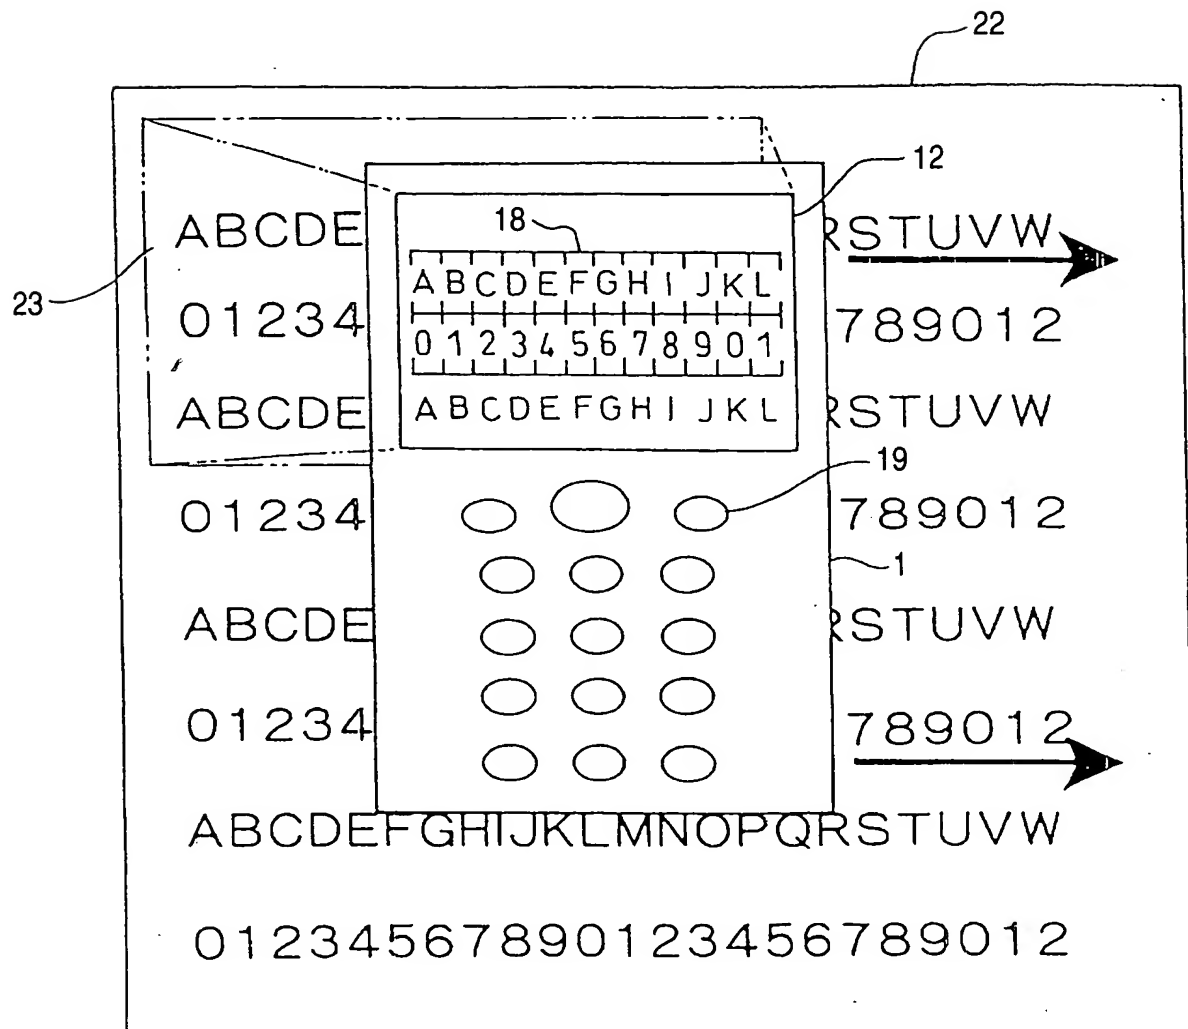 22
12
18
ABCDE RSTUVW
ABCDEFGHIJKL
23
01234 789012
012345678901
ABCDE RSTUVW
ABCDEFGHIJKL
19
01234 789012
1
ABCDE RSTUVW
01234 789012
ABCDEFGHIJKLMNOPQRSTUVW
01234567890123456789012